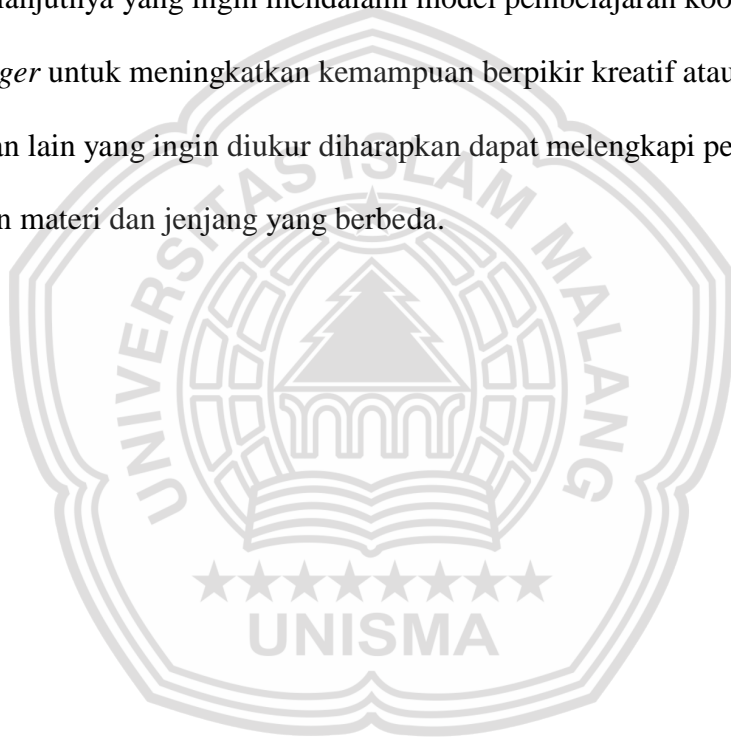 lanjutnya yang ingin mendalami model pembelajaran
ger untuk meningkatkan kemampuan berpikir kreatif atau
an lain yang ingin diukur diharapkan dapat melengkapi pe
n materi dan jenjang yang berbeda.
UNIVERSITAS ISLAM MALANG
UNISMA